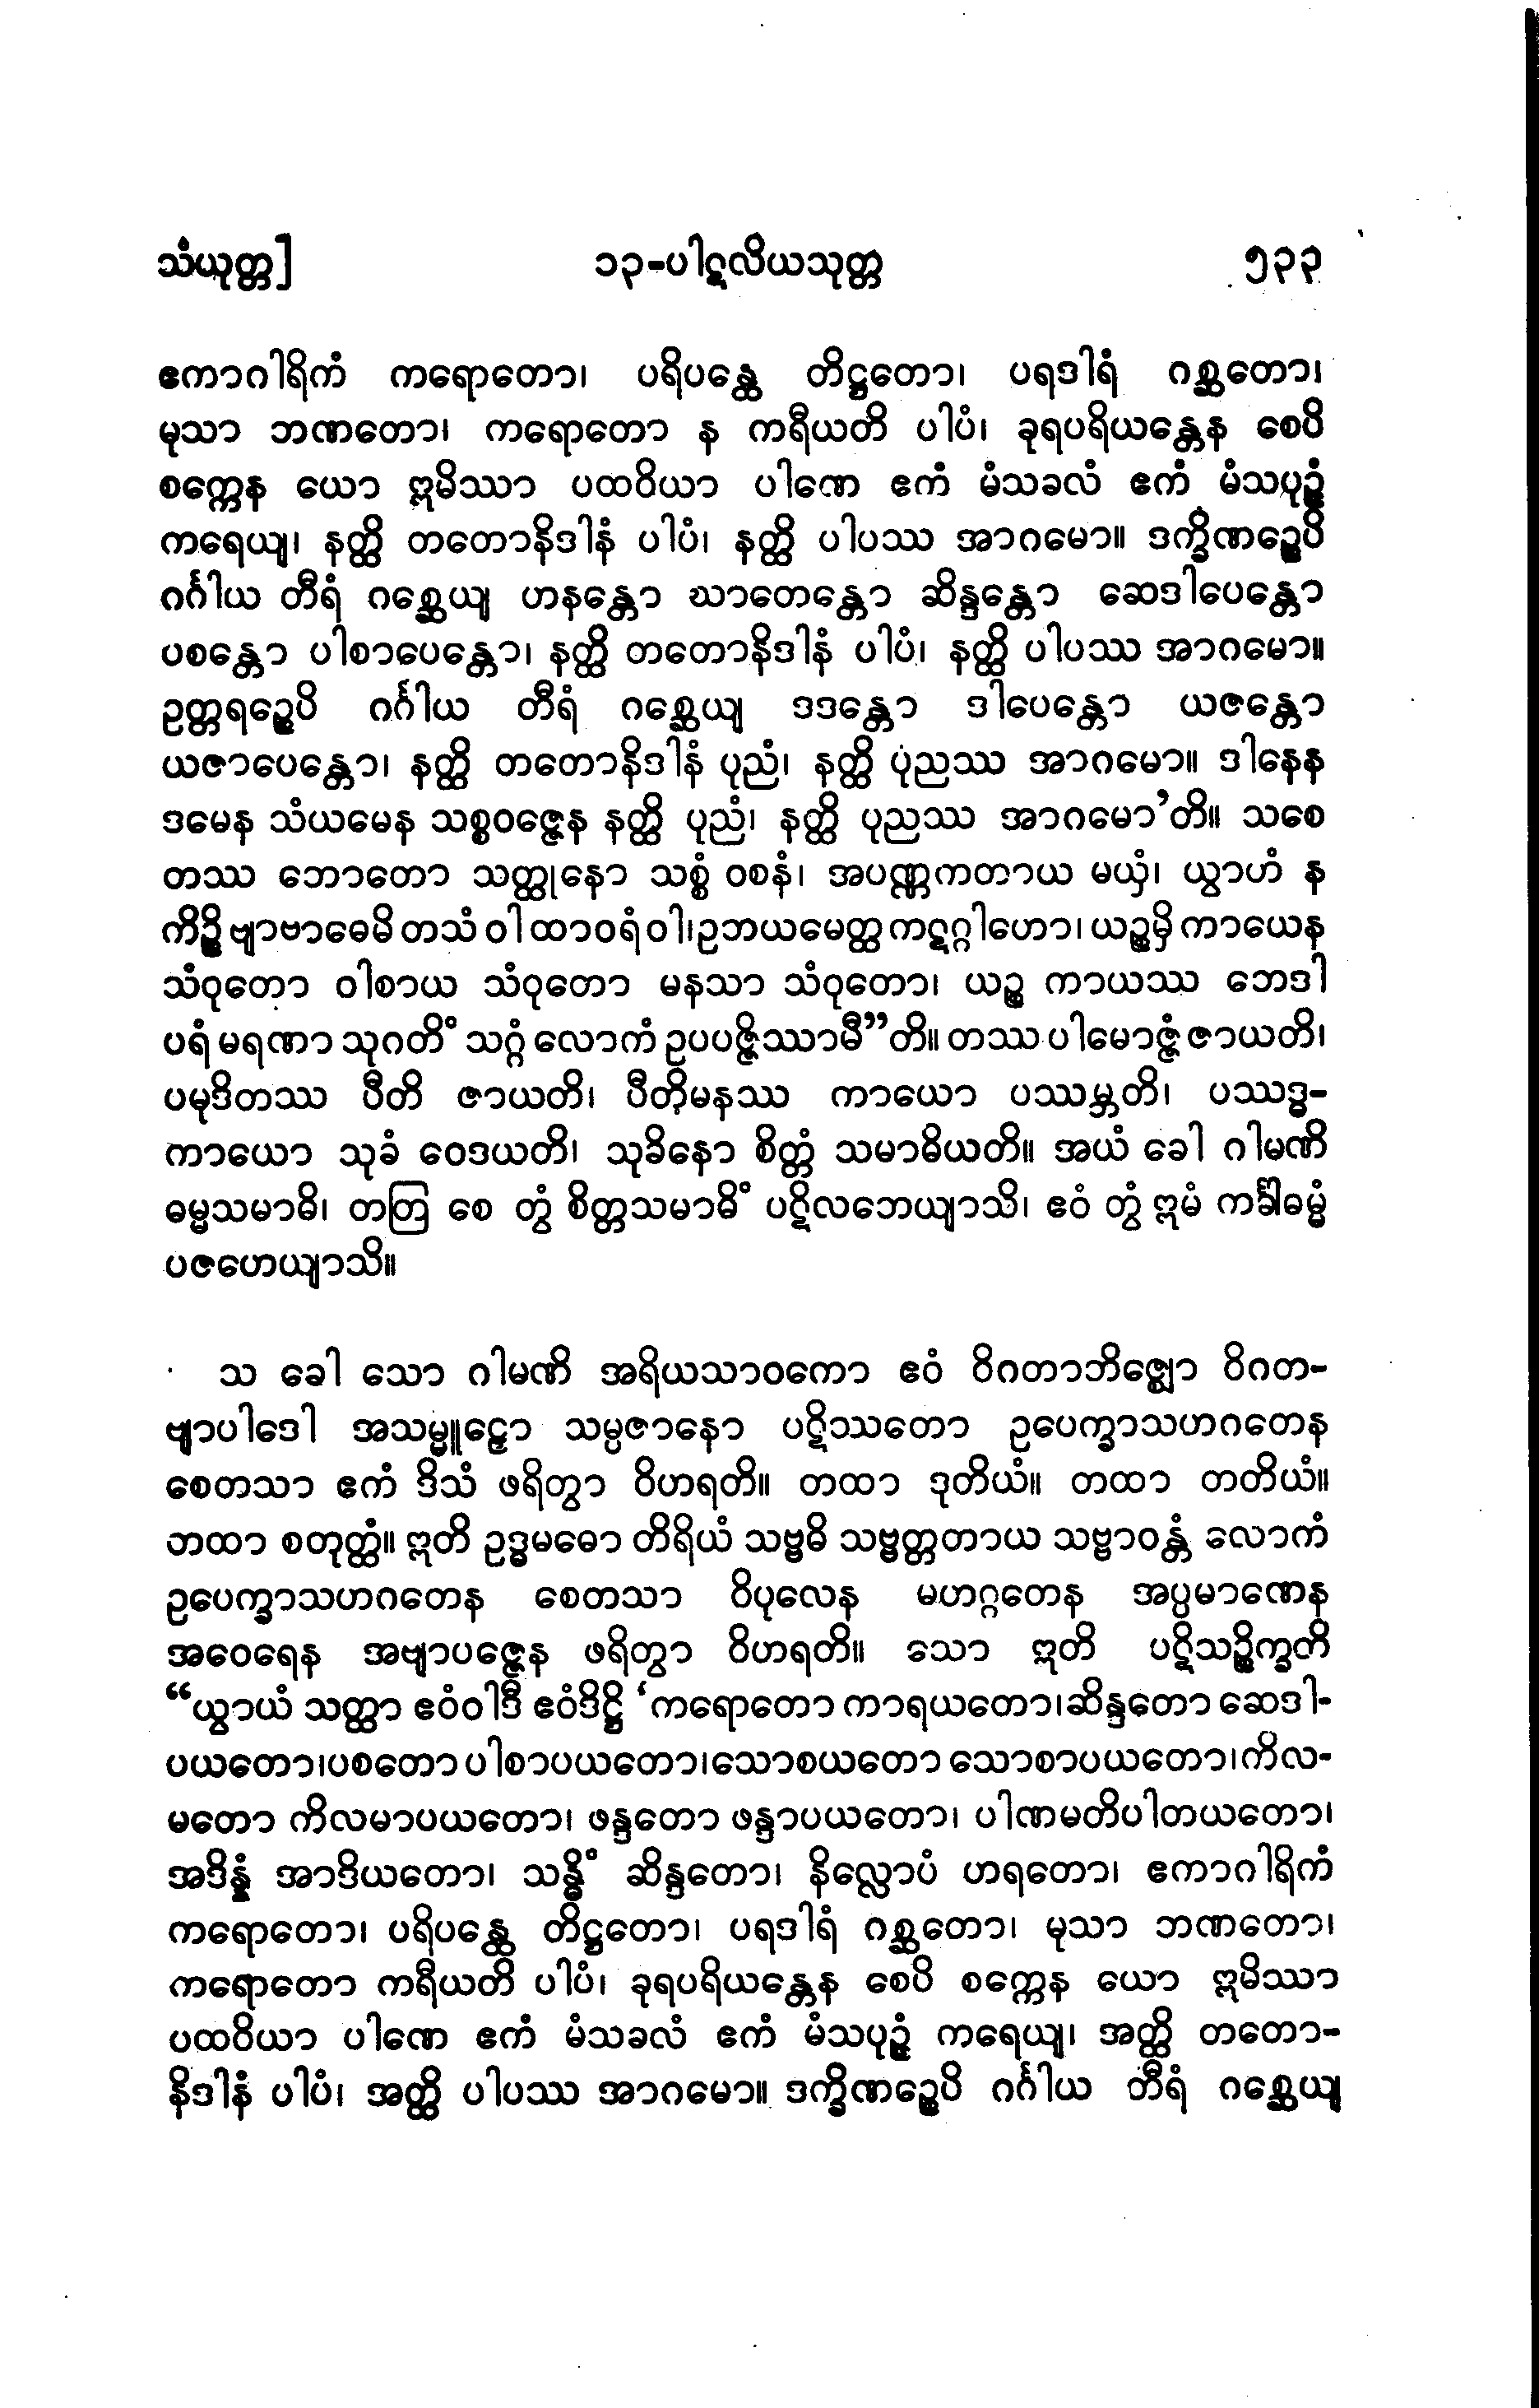 သံယုတ္တ]	၁၃-ပါဋလိယသုတ္တ	၅၃၃
ဧကာဂါရိကံ ကရောတော၊ ပရိပန္ထေ တိဋ္ဌတော၊ ပရဒါရံ ဂစ္ဆတော၊
မုသာ ဘဏတော၊ ကရောတော န ကရီယတိ ပါပံ၊ ခုရပရိယန္တေန စေပိ
စက္ကေန ယော ဣမိဿာ ပထဝိယာ ပါဏေ ဧကံ မံသခလံ ဧကံ မံသပုဉ္ဇံ
ကရေယျ၊ နတ္ထိ တတောနိဒါနံ ပါပံ၊ နတ္ထိ ပါပဿ အာဂမော။ ဒက္ခိဏဉ္စေပိ
ဂင်္ဂါယ တီရံ ဂစ္ဆေယျ ဟနန္တော ဃာတေန္တော ဆိန္ဒန္တော ဆေဒါပေန္တော
ပစန္တော ပါစာပေန္တော၊ နတ္ထိ တတောနိဒါနံ ပါပံ၊ နတ္ထိ ပါပဿ အာဂမော။
ဥတ္တရဉ္စေပိ ဂင်္ဂါယ တီရံ ဂစ္ဆေယျ ဒဒန္တော ဒါပေန္တော ယဇန္တော
ယဇာပေန္တော၊ နတ္ထိ တတောနိဒါနံ ပုညံ၊ နတ္ထိ ပုညဿ အာဂမော။ ဒါနေန
ဒမေန သံယမေန သစ္စဝဇ္ဇေန နတ္ထိ ပုညံ၊ နတ္ထိ ပုညဿ အာဂမော’တိ။ သစေ
တဿ ဘောတော သတ္ထုနော သစ္စံ ဝစနံ၊ အပဏ္ဏကတာယ မယှံ၊ ယွာဟံ န
ကိဉ္စိ ဗျာဗာဓေမိ တသံ ဝါ ထာဝရံ ဝါ၊ ဥဘယမေတ္ထ ကဋဂ္ဂါဟော၊ ယဉ္စမှိ ကာယေန
သံဝုတော ဝါစာယ သံဝုတော မနသာ သံဝုတော၊ ယဉ္စ ကာယဿ ဘေဒါ
ပရံ မရဏာ သုဂတိံ သဂ္ဂံ လောကံ ဥပပဇ္ဇိဿာမီ”တိ။ တဿ ပါမောဇ္ဇံ ဇာယတိ၊
ပမုဒိတဿ ပီတိ ဇာယတိ၊ ပီတိမနဿ ကာယော ပဿမ္ဘတိ၊ ပဿဒ္ဓ-
ကာယော သုခံ ဝေဒယတိ၊ သုခိနော စိတ္တံ သမာဓိယတိ။ အယံ ခေါ ဂါမဏိ
ဓမ္မသမာဓိ၊ တတြ စေ တွံ စိတ္တသမာဓိံ ပဋိလဘေယျာသိ၊ ဧဝံ တွံ ဣမံ ကင်္ခါဓမ္မံ
ပဇဟေယျာသိ။
သ ခေါ သော ဂါမဏိ အရိယသာဝကော ဧဝံ ဝိဂတာဘိဇ္ဈော ဝိဂတ-
ဗျာပါဒေါ အသမ္မူဠှော သမ္ပဇာနော ပဋိဿတော ဥပေက္ခာသဟဂတေန
စေတသာ ဧကံ ဒိသံ ဖရိတွာ ဝိဟရတိ။ တထာ ဒုတိယံ။ တထာ တတိယံ။
တထာ စတုတ္ထံ။ ဣတိ ဥဒ္ဓမဓော တိရိယံ သဗ္ဗဓိ သဗ္ဗတ္တတာယ သဗ္ဗာဝန္တံ လောကံ
ဥပေက္ခာသဟဂတေန စေတသာ ဝိပုလေန မဟဂ္ဂတေန အပ္ပမာဏေန
အဝေရေန အဗျာပဇ္ဇေန ဖရိတွာ ဝိဟရတိ။ သော ဣတိ ပဋိသဉ္စိက္ခတိ
“ယွာယံ သတ္ထာ ဧဝံဝါဒီ ဧဝံဒိဋ္ဌိ ‘ကရောတော ကာရယတော၊ ဆိန္ဒတော ဆေဒါ-
ပယတော၊ ပစတော ပါစာပယတော၊ သောစယတော သောစာပယတော၊ ကိလ-
မတော ကိလမာပယတော၊ ဖန္ဒတော ဖန္ဒာပယတော၊ ပါဏမတိပါတယတော၊
အဒိန္နံ အာဒိယတော၊ သန္ဓိံ ဆိန္ဒတော၊ နိလ္လောပံ ဟရတော၊ ဧကာဂါရိကံ
ကရောတော၊ ပရိပန္ထေ တိဋ္ဌတော၊ ပရဒါရံ ဂစ္ဆတော၊ မုသာ ဘဏတော၊
ကရောတော ကရီယတိ ပါပံ၊ ခုရပရိယန္တေန စေပိ စက္ကေန ယော ဣမိဿာ
ပထဝိယာ ပါဏေ ဧကံ မံသခလံ ဧကံ မံသပုဉ္ဇံ ကရေယျ၊ အတ္ထိ တတော-
နိဒါနံ ပါပံ၊ အတ္ထိ ပါပဿ အာဂမော။ ဒက္ခိဏဉ္စေပိ ဂင်္ဂါယ တီရံ ဂစ္ဆေယျ